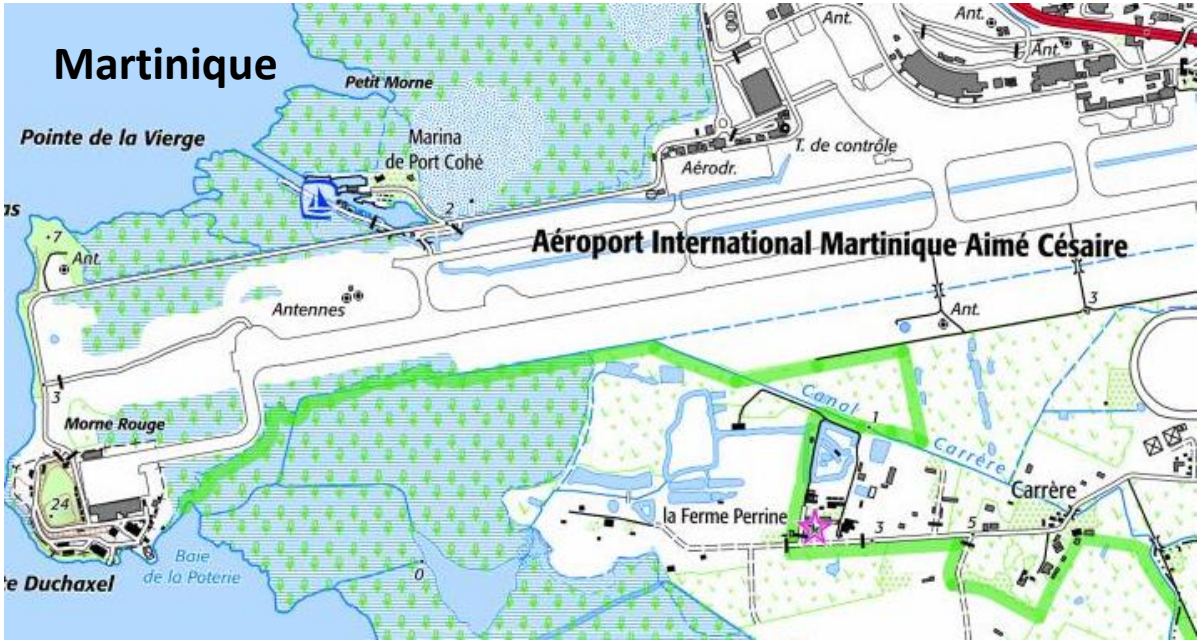 Martinique
Ant.
Ant.
Ant.
Petit Morne
Pointe de la Vierge
Marina
de Port Cohé
T. de contrôle
Aérodr.
2
7
Ant.
Aéroport International Martinique Aimé Césaire
Antennes
3
Ant.
3
Canal
1
Carrère
Morne Rouge
24
Carrère
la Ferme Perrine
3
5
Baie
de la Poterie
0
te Duchaxel